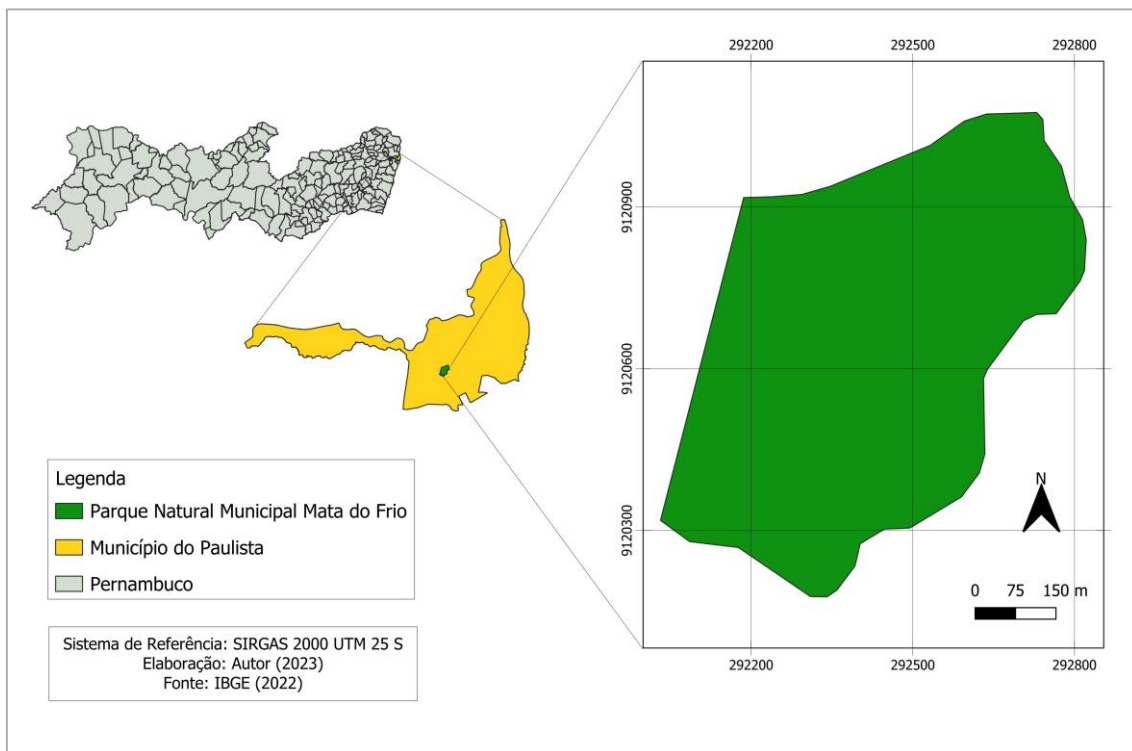 292200
292500
292800
9120900
9120600
9120300
N
0 75 150 m
292200
292500
292800
Legenda
Parque Natural Municipal Mata do Frio
Município do Paulista
Pernambuco
Sistema de Referência: SIRGAS 2000 UTM 25 S
Elaboração: Autor (2023)
Fonte: IBGE (2022)